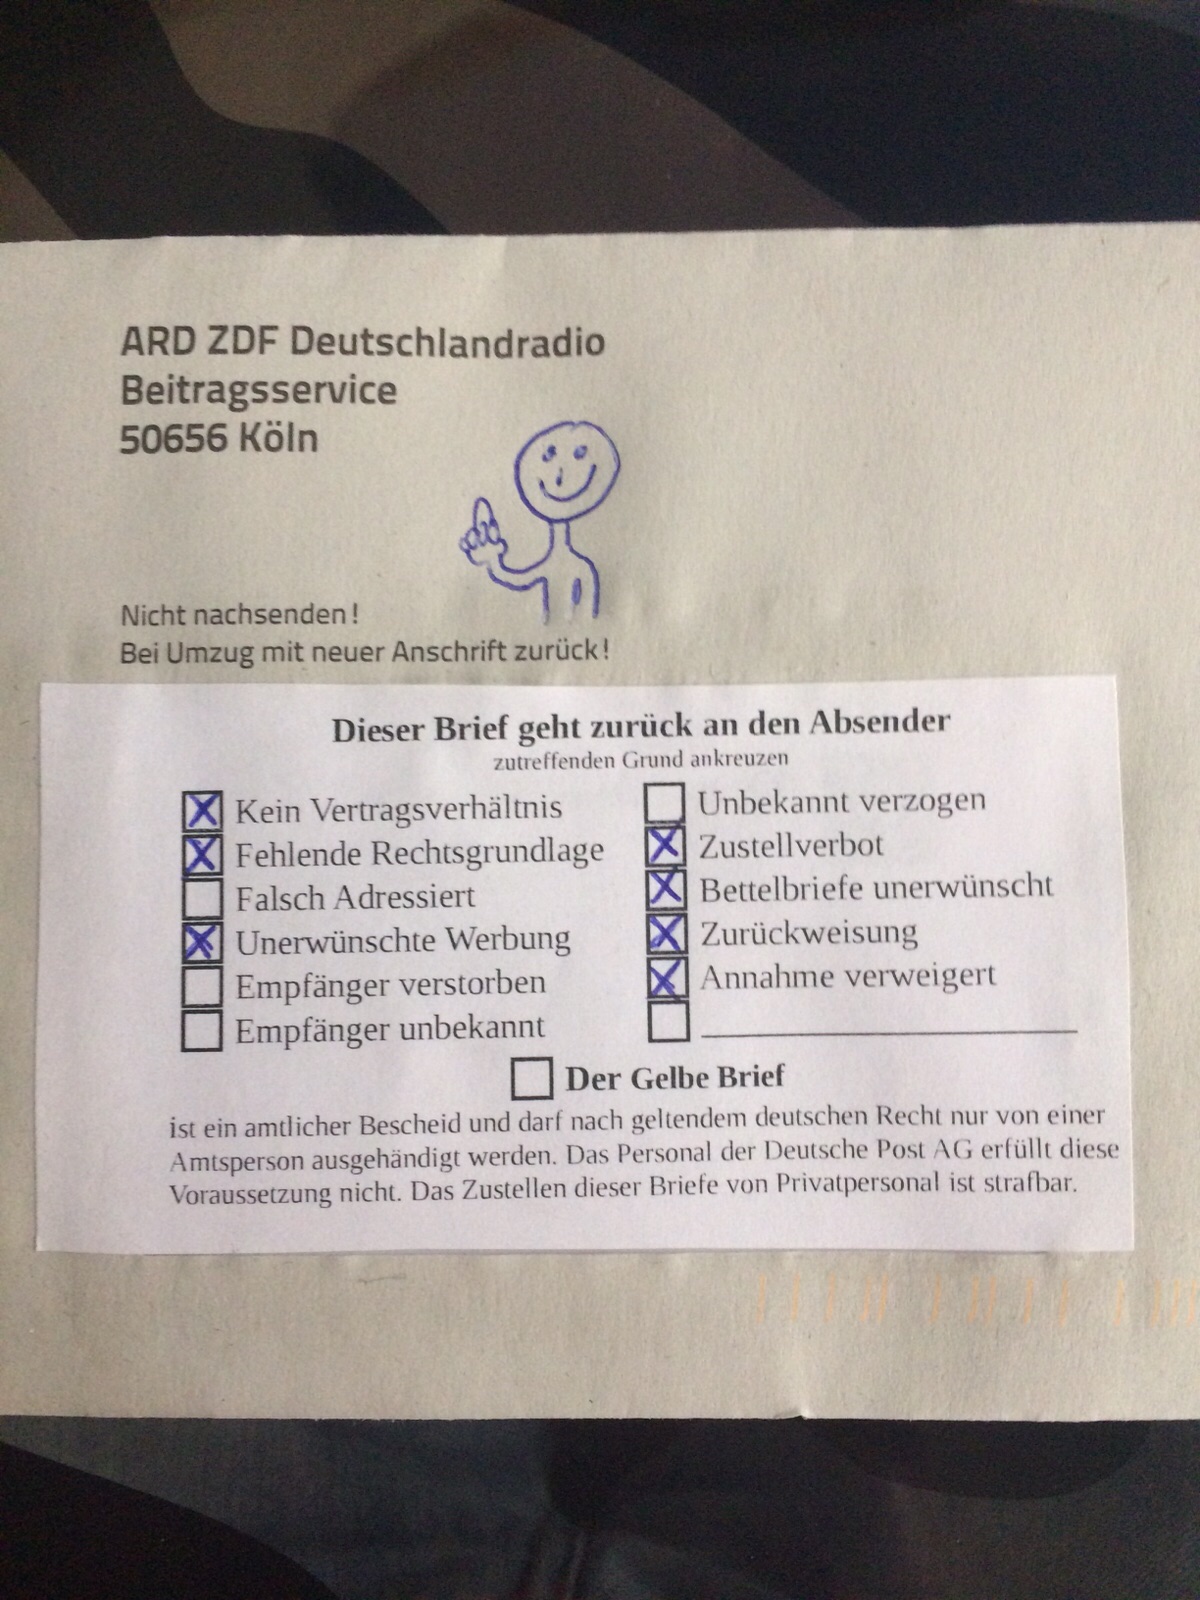 ARD ZDF Deutschlandradio
Beitragsservice
50656 Köln
Nicht nachsenden!
Bei Umzug mit neuer Anschrift zurück!
Dieser Brief geht zurück an den Absender
zutreffenden Grund ankreuzen
Kein Vertragsverhältnis
Fehlende Rechtsgrundlage
Falsch Adressiert
Unerwünschte Werbung
Empfänger verstorben
Empfänger unbekannt
Unbekannt verzogen
Zustellverbot
Bettelbriefe unerwünscht
Zurückweisung
Annahme verweigert
Der Gelbe Brief
ist ein amtlicher Bescheid und darf nach geltendem deutschen Recht nur von einer
Amtsperson ausgehändigt werden. Das Personal der Deutsche Post AG erfüllt diese
Voraussetzung nicht. Das Zustellen dieser Briefe von Privatpersonal ist strafbar.